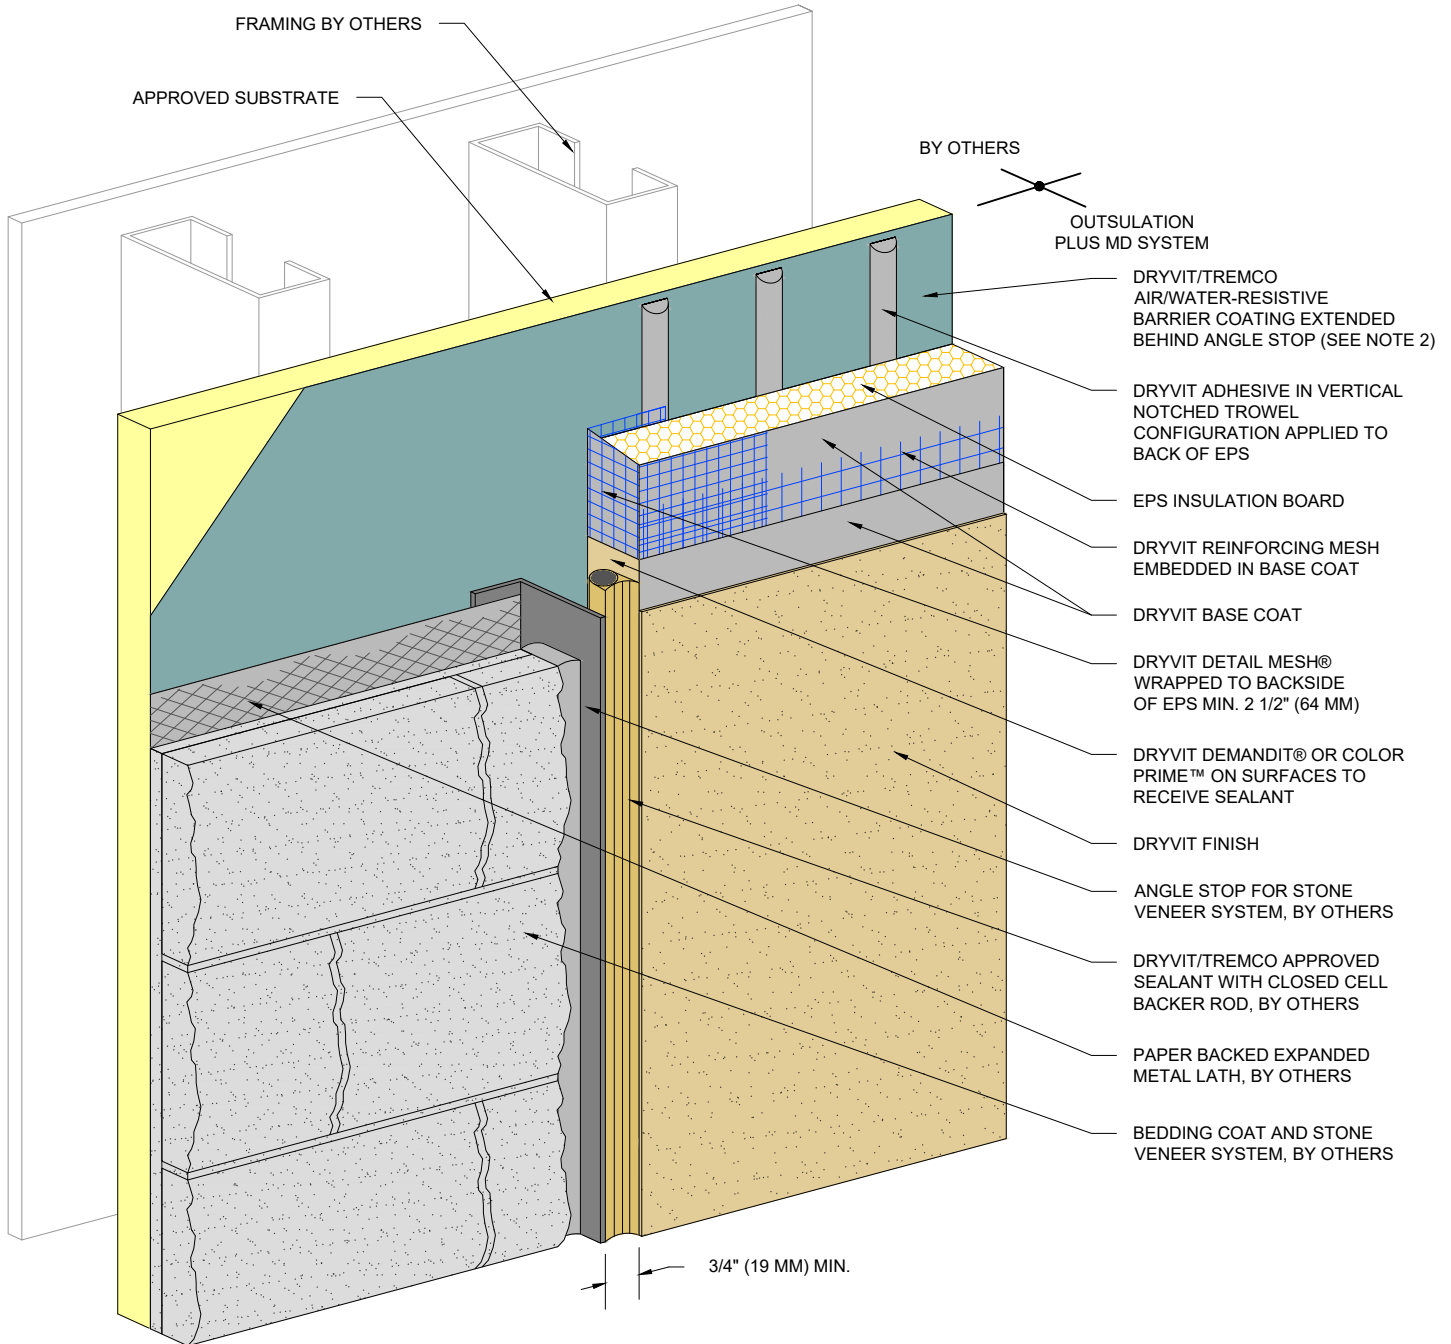 FRAMING BY OTHERS
APPROVED SUBSTRATE
BY OTHERS
OUTSULATION
PLUS MD SYSTEM
DRYVIT/TREMCO
AIR/WATER-RESISTIVE
BARRIER COATING EXTENDED
BEHIND ANGLE STOP (SEE NOTE 2)
DRYVIT ADHESIVE IN VERTICAL
NOTCHED TROWEL
CONFIGURATION APPLIED TO
BACK OF EPS
EPS INSULATION BOARD
DRYVIT REINFORCING MESH
EMBEDDED IN BASE COAT
DRYVIT BASE COAT
DRYVIT DETAIL MESH®
WRAPPED TO BACKSIDE
OF EPS MIN. 2 1/2" (64 MM)
DRYVIT DEMANDIT® OR COLOR
PRIME™ ON SURFACES TO
RECEIVE SEALANT
DRYVIT FINISH
ANGLE STOP FOR STONE
VENEER SYSTEM, BY OTHERS
DRYVIT/TREMCO APPROVED
SEALANT WITH CLOSED CELL
BACKER ROD, BY OTHERS
PAPER BACKED EXPANDED
METAL LATH, BY OTHERS
BEDDING COAT AND STONE
VENEER SYSTEM, BY OTHERS
3/4" (19 MM) MIN.